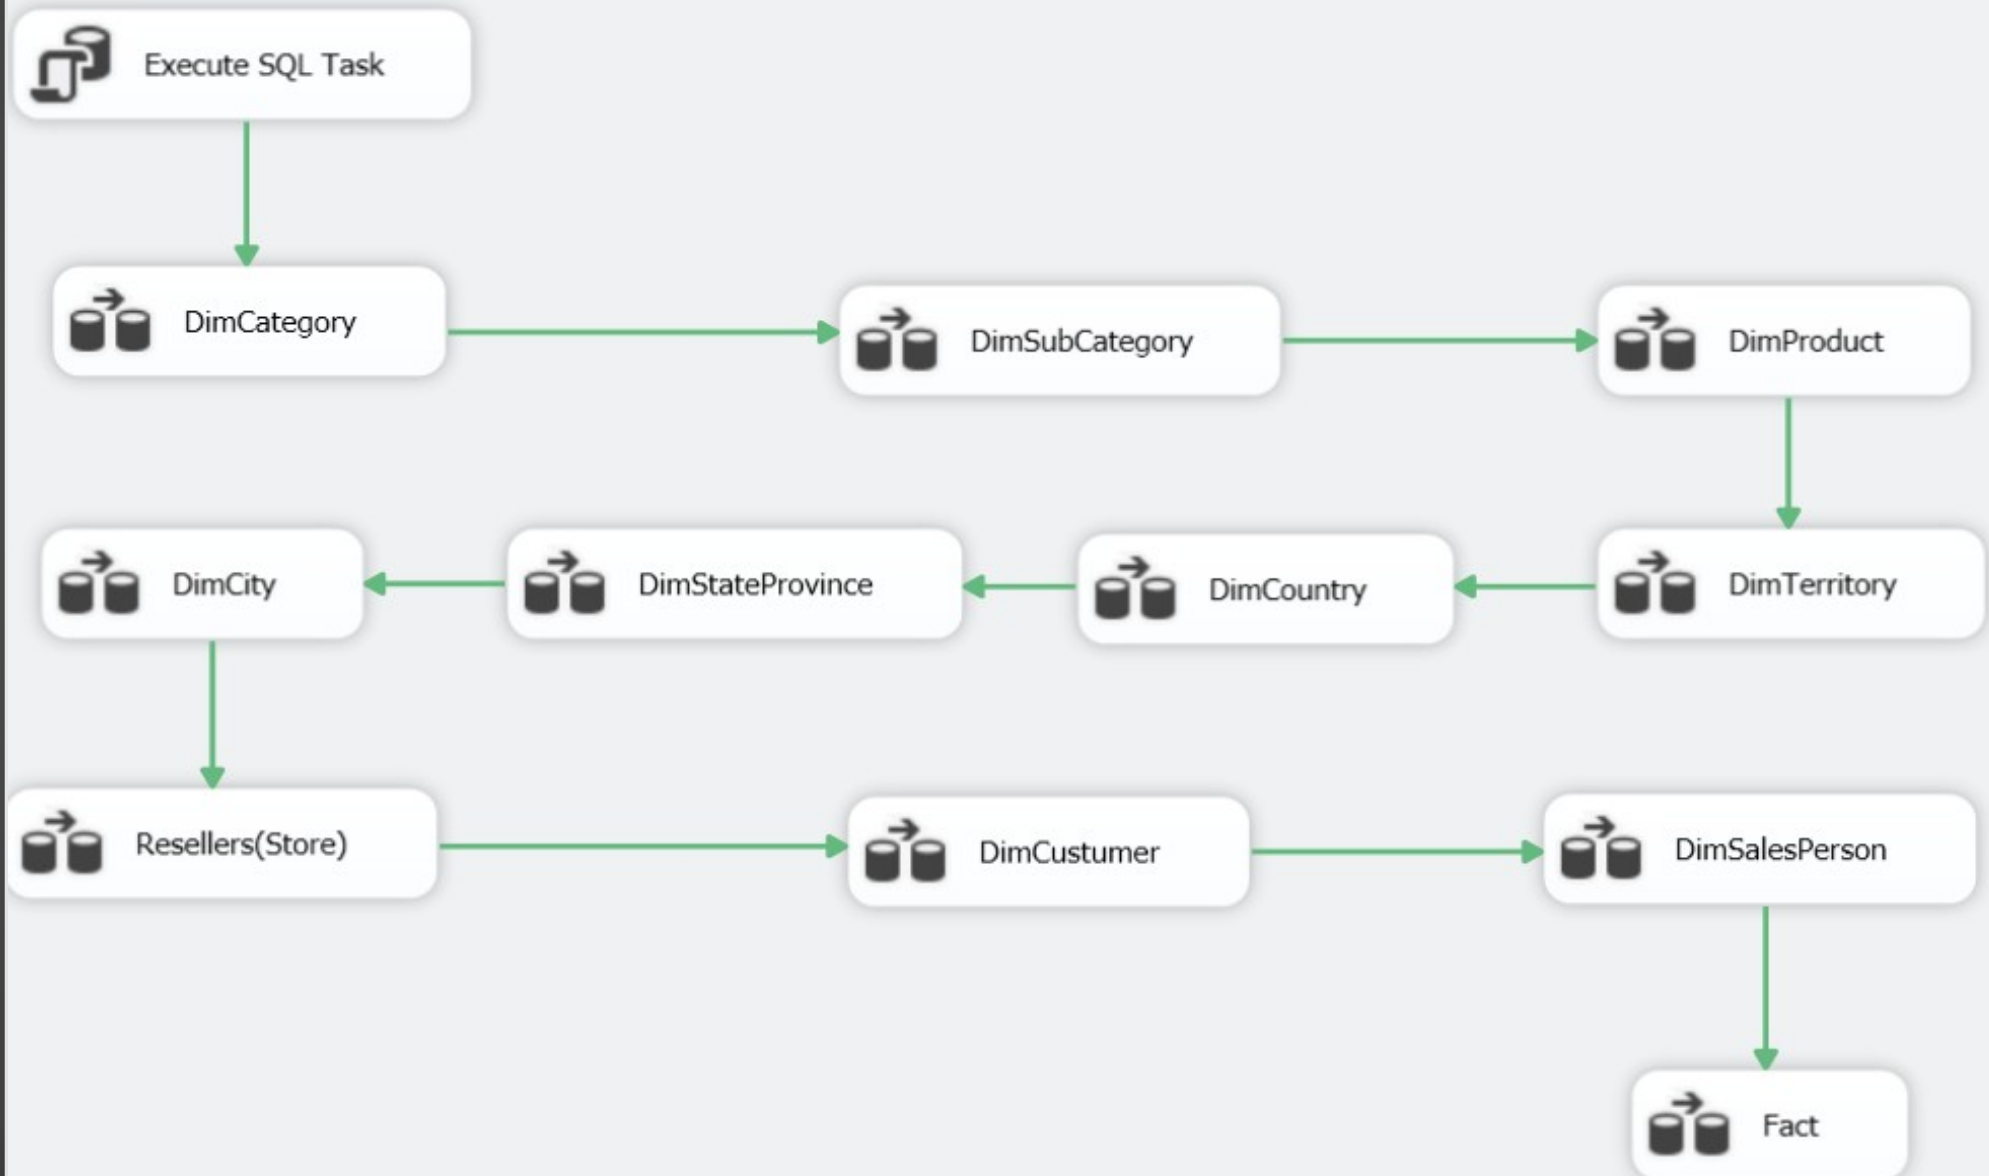 Execute SQL Task
DimCategory
DimSubCategory
DimProduct
DimCity
DimStateProvince
DimCountry
DimTerritory
Resellers(Store)
DimCustumer
DimSalesPerson
Fact